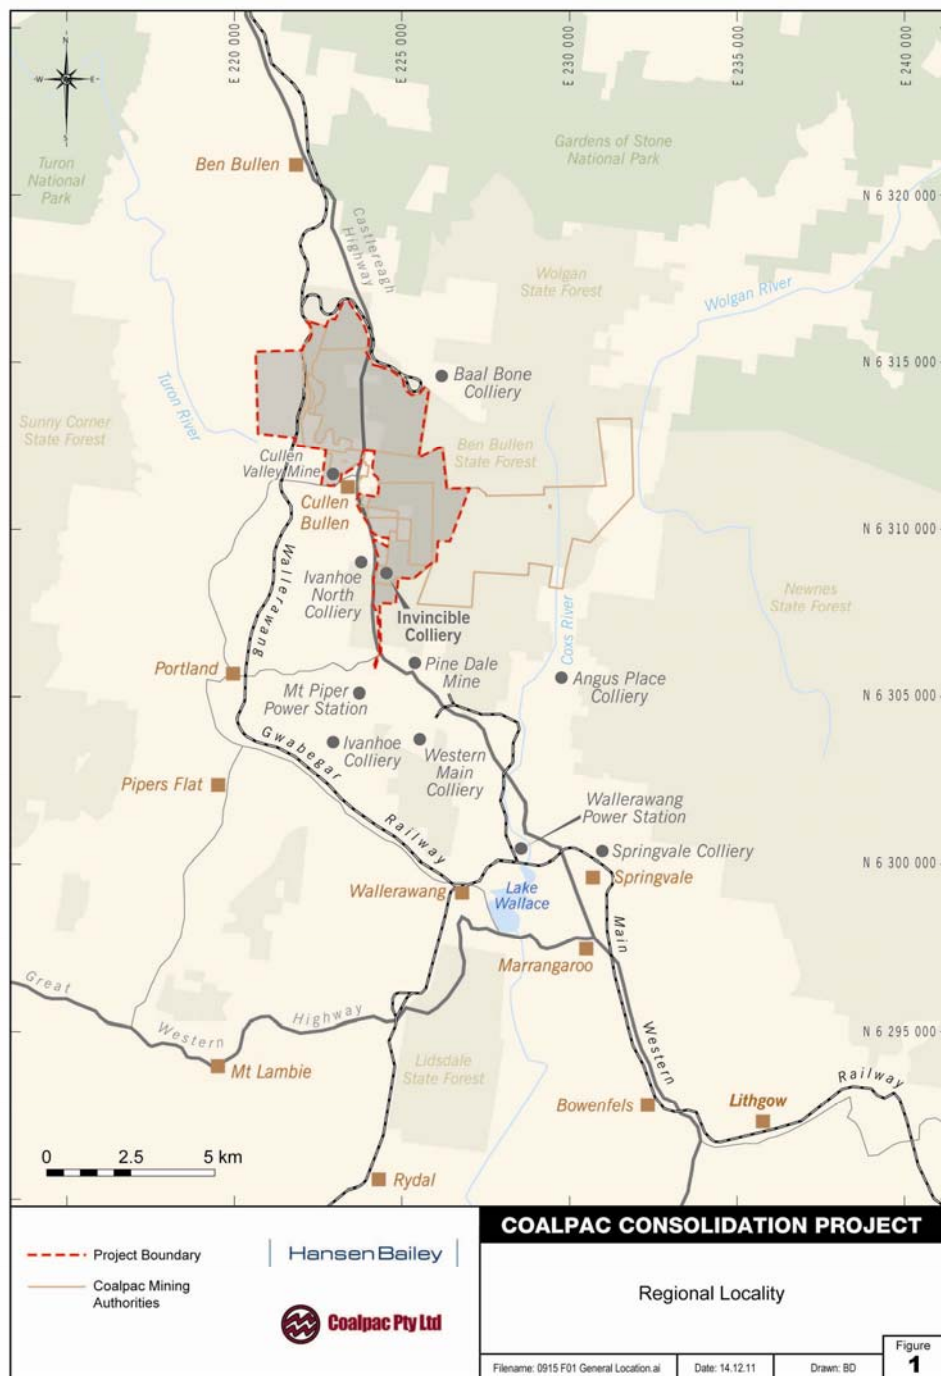 E 220 000
E 225 000
E 230 000
E 235 000
E 240 000
N
W
E
S
Gardens of Stone
National Park
Ben Bullen
Turon
National
Park
N 6 320 000
Castlereagh
Highway
Wolgan
State Forest
Wolgan River
N 6 315 000
Baal Bone
Colliery
Turon River
Sunny Corner
State Forest
Ben Bullen
State Forest
Cullen
Valley Mine
Cullen
Bullen
N 6 310 000
Wallerawang
Ivanhoe
North
Colliery
Invincible
Colliery
Newnes
State Forest
Coxs River
Portland
Pine Dale
Mine
Angus Place
Colliery
Mt Piper
Power Station
N 6 305 000
Gwabegar
Ivanhoe
Colliery
Western
Main
Colliery
Pipers Flat
Railway
Wallerawang
Power Station
N 6 300 000
Springvale Colliery
Springvale
Wallerawang
Lake
Wallace
Main
Marrangaroo
Great
Western
Highway
N 6 295 000
Western
Railway
Mt Lambie
Lidsdale
State Forest
Bowenfels
Lithgow
0 2.5 5 km
Rydal
COALPAC CONSOLIDATION PROJECT
Project Boundary
Hansen Bailey
Coalpac Mining
Authorities
Regional Locality
Coalpac Pty Ltd
Figure
1
Filename: 0915 F01 General Location.ai
Date: 14.12.11
Drawn: BD